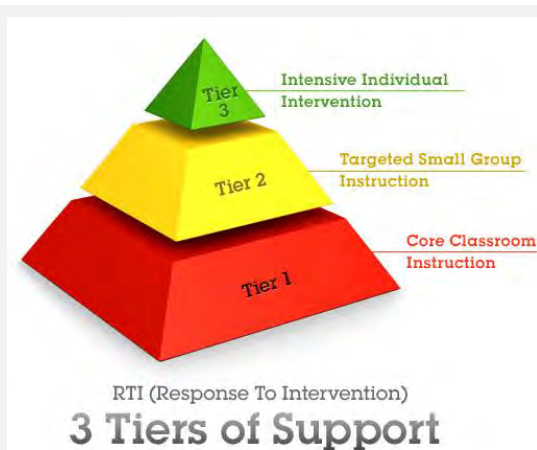 Tier
3
Intensive Individual
Intervention
Tier 2
Targeted Small Group
Instruction
Tier 1
Core Classroom
Instruction
RTI (Response To Intervention)
3 Tiers of Support